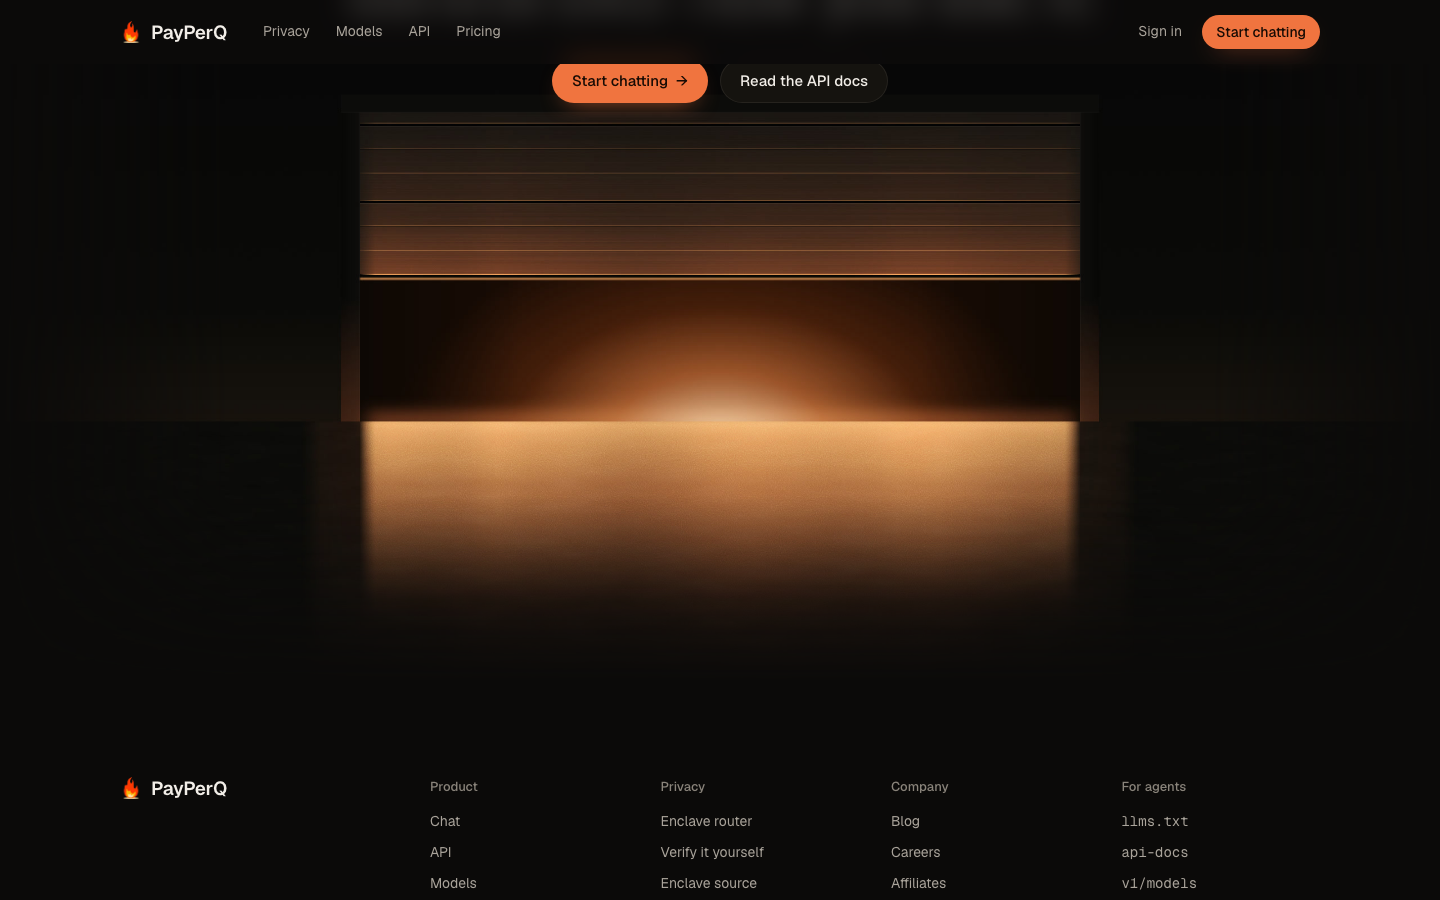 PayPerQ
Privacy
Models
API
Pricing
Sign in
Start chatting
Start chatting →
Read the API docs
PayPerQ
Product
Chat
API
Models
Privacy
Enclave router
Verify it yourself
Enclave source
Company
Blog
Careers
Affiliates
For agents
llms.txt
api-docs
v1/models